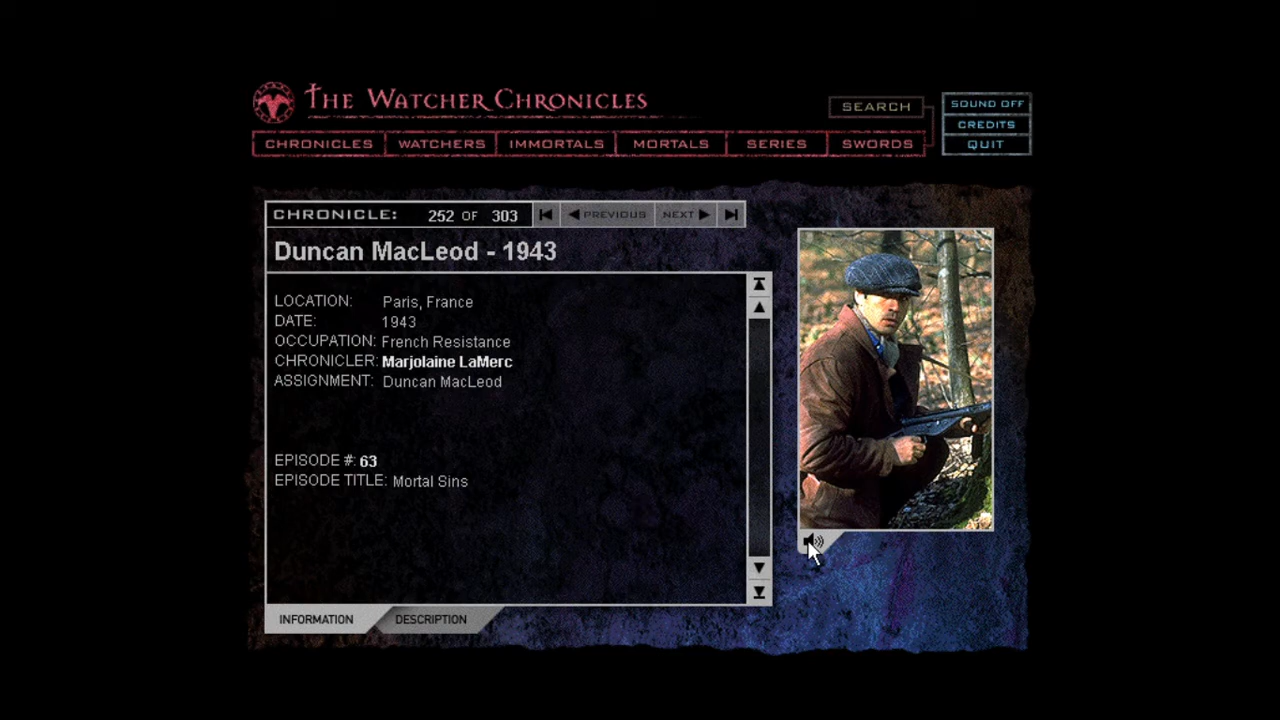 THE WATCHER CHRONICLES
SEARCH
SOUND OFF
CREDITS
QUIT
CHRONICLES WATCHERS IMMORTALS MORTALS SERIES SWORDS
CHRONICLE: 252 OF 303 PREVIOUS NEXT
Duncan MacLeod - 1943
LOCATION: Paris, France
DATE: 1943
OCCUPATION: French Resistance
CHRONICLER: Marjolaine LaMerc
ASSIGNMENT: Duncan MacLeod
EPISODE #: 63
EPISODE TITLE: Mortal Sins
INFORMATION DESCRIPTION